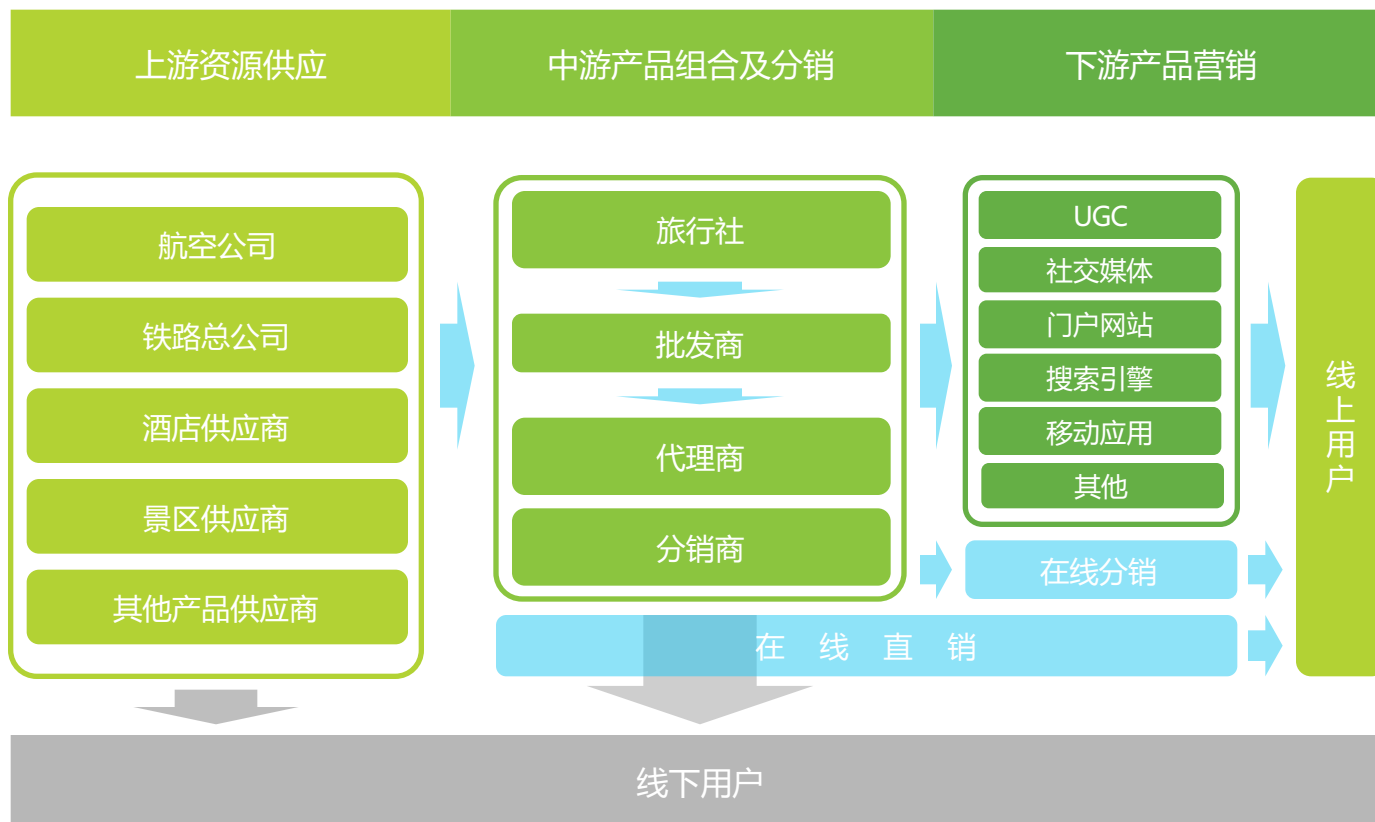 上游资源供应
中游产品组合及分销
下游产品营销
航空公司
铁路总公司
酒店供应商
景区供应商
其他产品供应商
旅行社
批发商
代理商
分销商
UGC
社交媒体
门户网站
搜索引擎
移动应用
其他
在线分销
在线直销
线上用户
线下用户